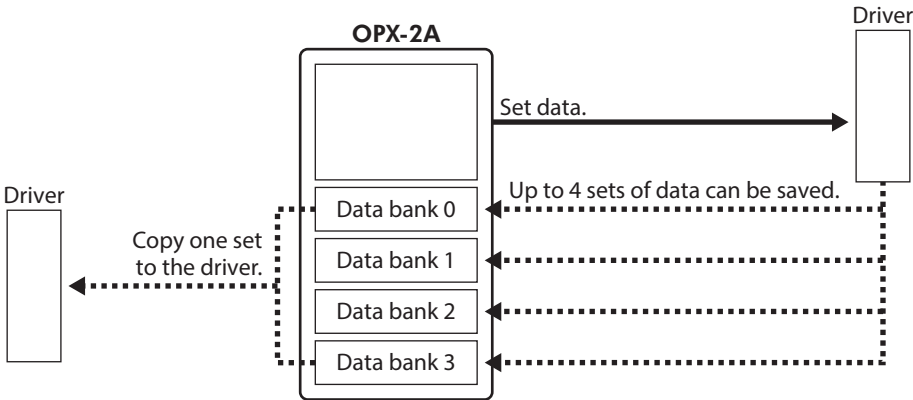 Driver
OPX-2A
Set data.
Driver
Up to 4 sets of data can be saved.
Data bank 0
Copy one set
to the driver.
Data bank 1
Data bank 2
Data bank 3